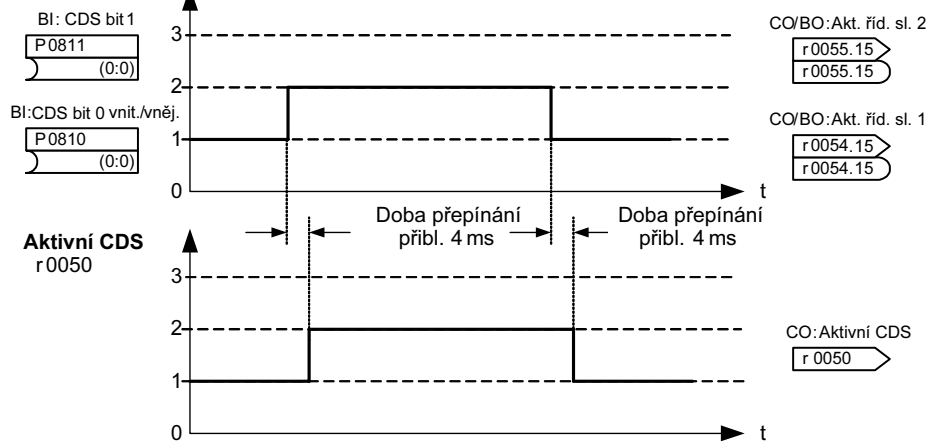 BI: CDS bit 1
P0811
(0:0)
BI:CDS bit 0 vnit./vněj.
P0810
(0:0)
3
2
1
0
t
CO/BO:Akt. říd. sl. 2
r0055.15
r0055.15
CO/BO:Akt. říd. sl. 1
r0054.15
r0054.15
Doba přepínání
přibl. 4 ms
Doba přepínání
přibl. 4 ms
Aktivní CDS
r0050
3
2
1
0
t
CO:Aktivní CDS
r 0050